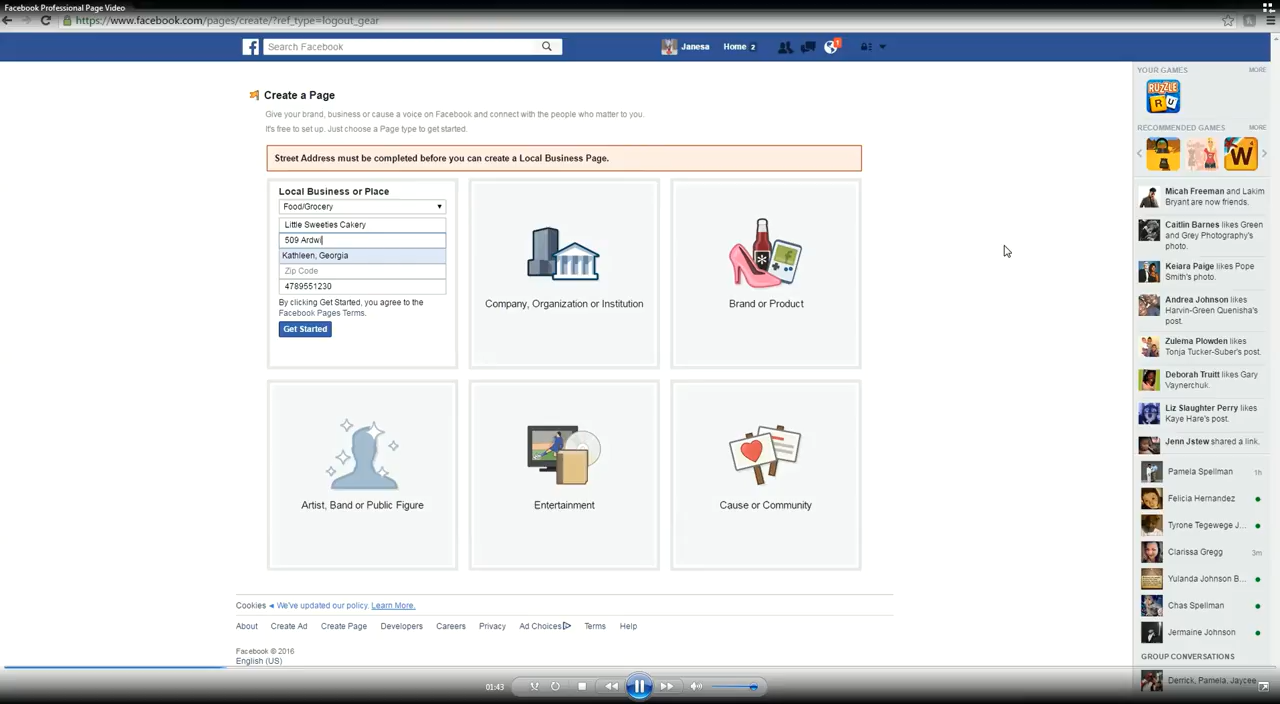 Facebook Professional Page Video
https://www.facebook.com/pages/create/?ref_type=logout_gear
Search Facebook
Janesa
Home 2
1
Create a Page
Give your brand, business or cause a voice on Facebook and connect with the people who matter to you.
It's free to set up. Just choose a Page type to get started.
Street Address must be completed before you can create a Local Business Page.
Local Business or Place
Food/Grocery
Little Sweeties Cakery
509 Ardwi
Kathleen, Georgia
Zip Code
4789551230
By clicking Get Started, you agree to the
Facebook Pages Terms.
Get Started
Company, Organization or Institution
Brand or Product
Artist, Band or Public Figure
Entertainment
Cause or Community
Cookies ◄ We've updated our policy. Learn More.
About Create Ad Create Page Developers Careers Privacy Ad Choices Terms Help
Facebook © 2016
English (US)
YOUR GAMES MORE
RUZZLE
R U
RECOMMENDED GAMES MORE
W
Micah Freeman and Lakim
Bryant are now friends.
Caitlin Barnes likes Green
and Grey Photography's
photo.
Keiara Paige likes Pope
Smith's photo.
Andrea Johnson likes
Harvin-Green Quenisha's
post.
Zulema Plowden likes
Tonja Tucker-Suber's post.
Deborah Truitt likes Gary
Vaynerchuk.
Liz Slaughter Perry likes
Kaye Hare's post.
Jenn Jstew shared a link.
Pamela Spellman 1h
Felicia Hernandez
Tyrone Tegewege J...
Clarissa Gregg 3m
Yulanda Johnson B...
Chas Spellman
Jermaine Johnson
GROUP CONVERSATIONS
Derrick, Pamela, Jaycee
01:43